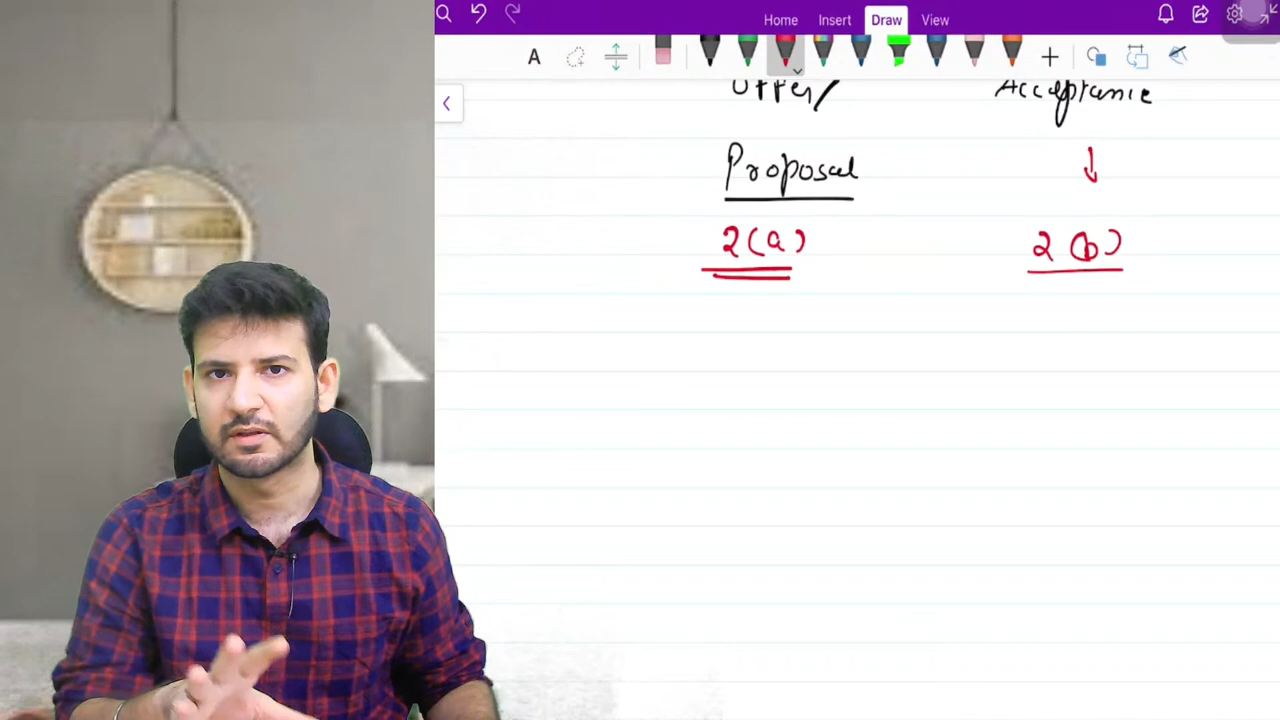 Home Insert Draw View
A
Offer/ Acceptance
Proposal
2(a) 2(b)